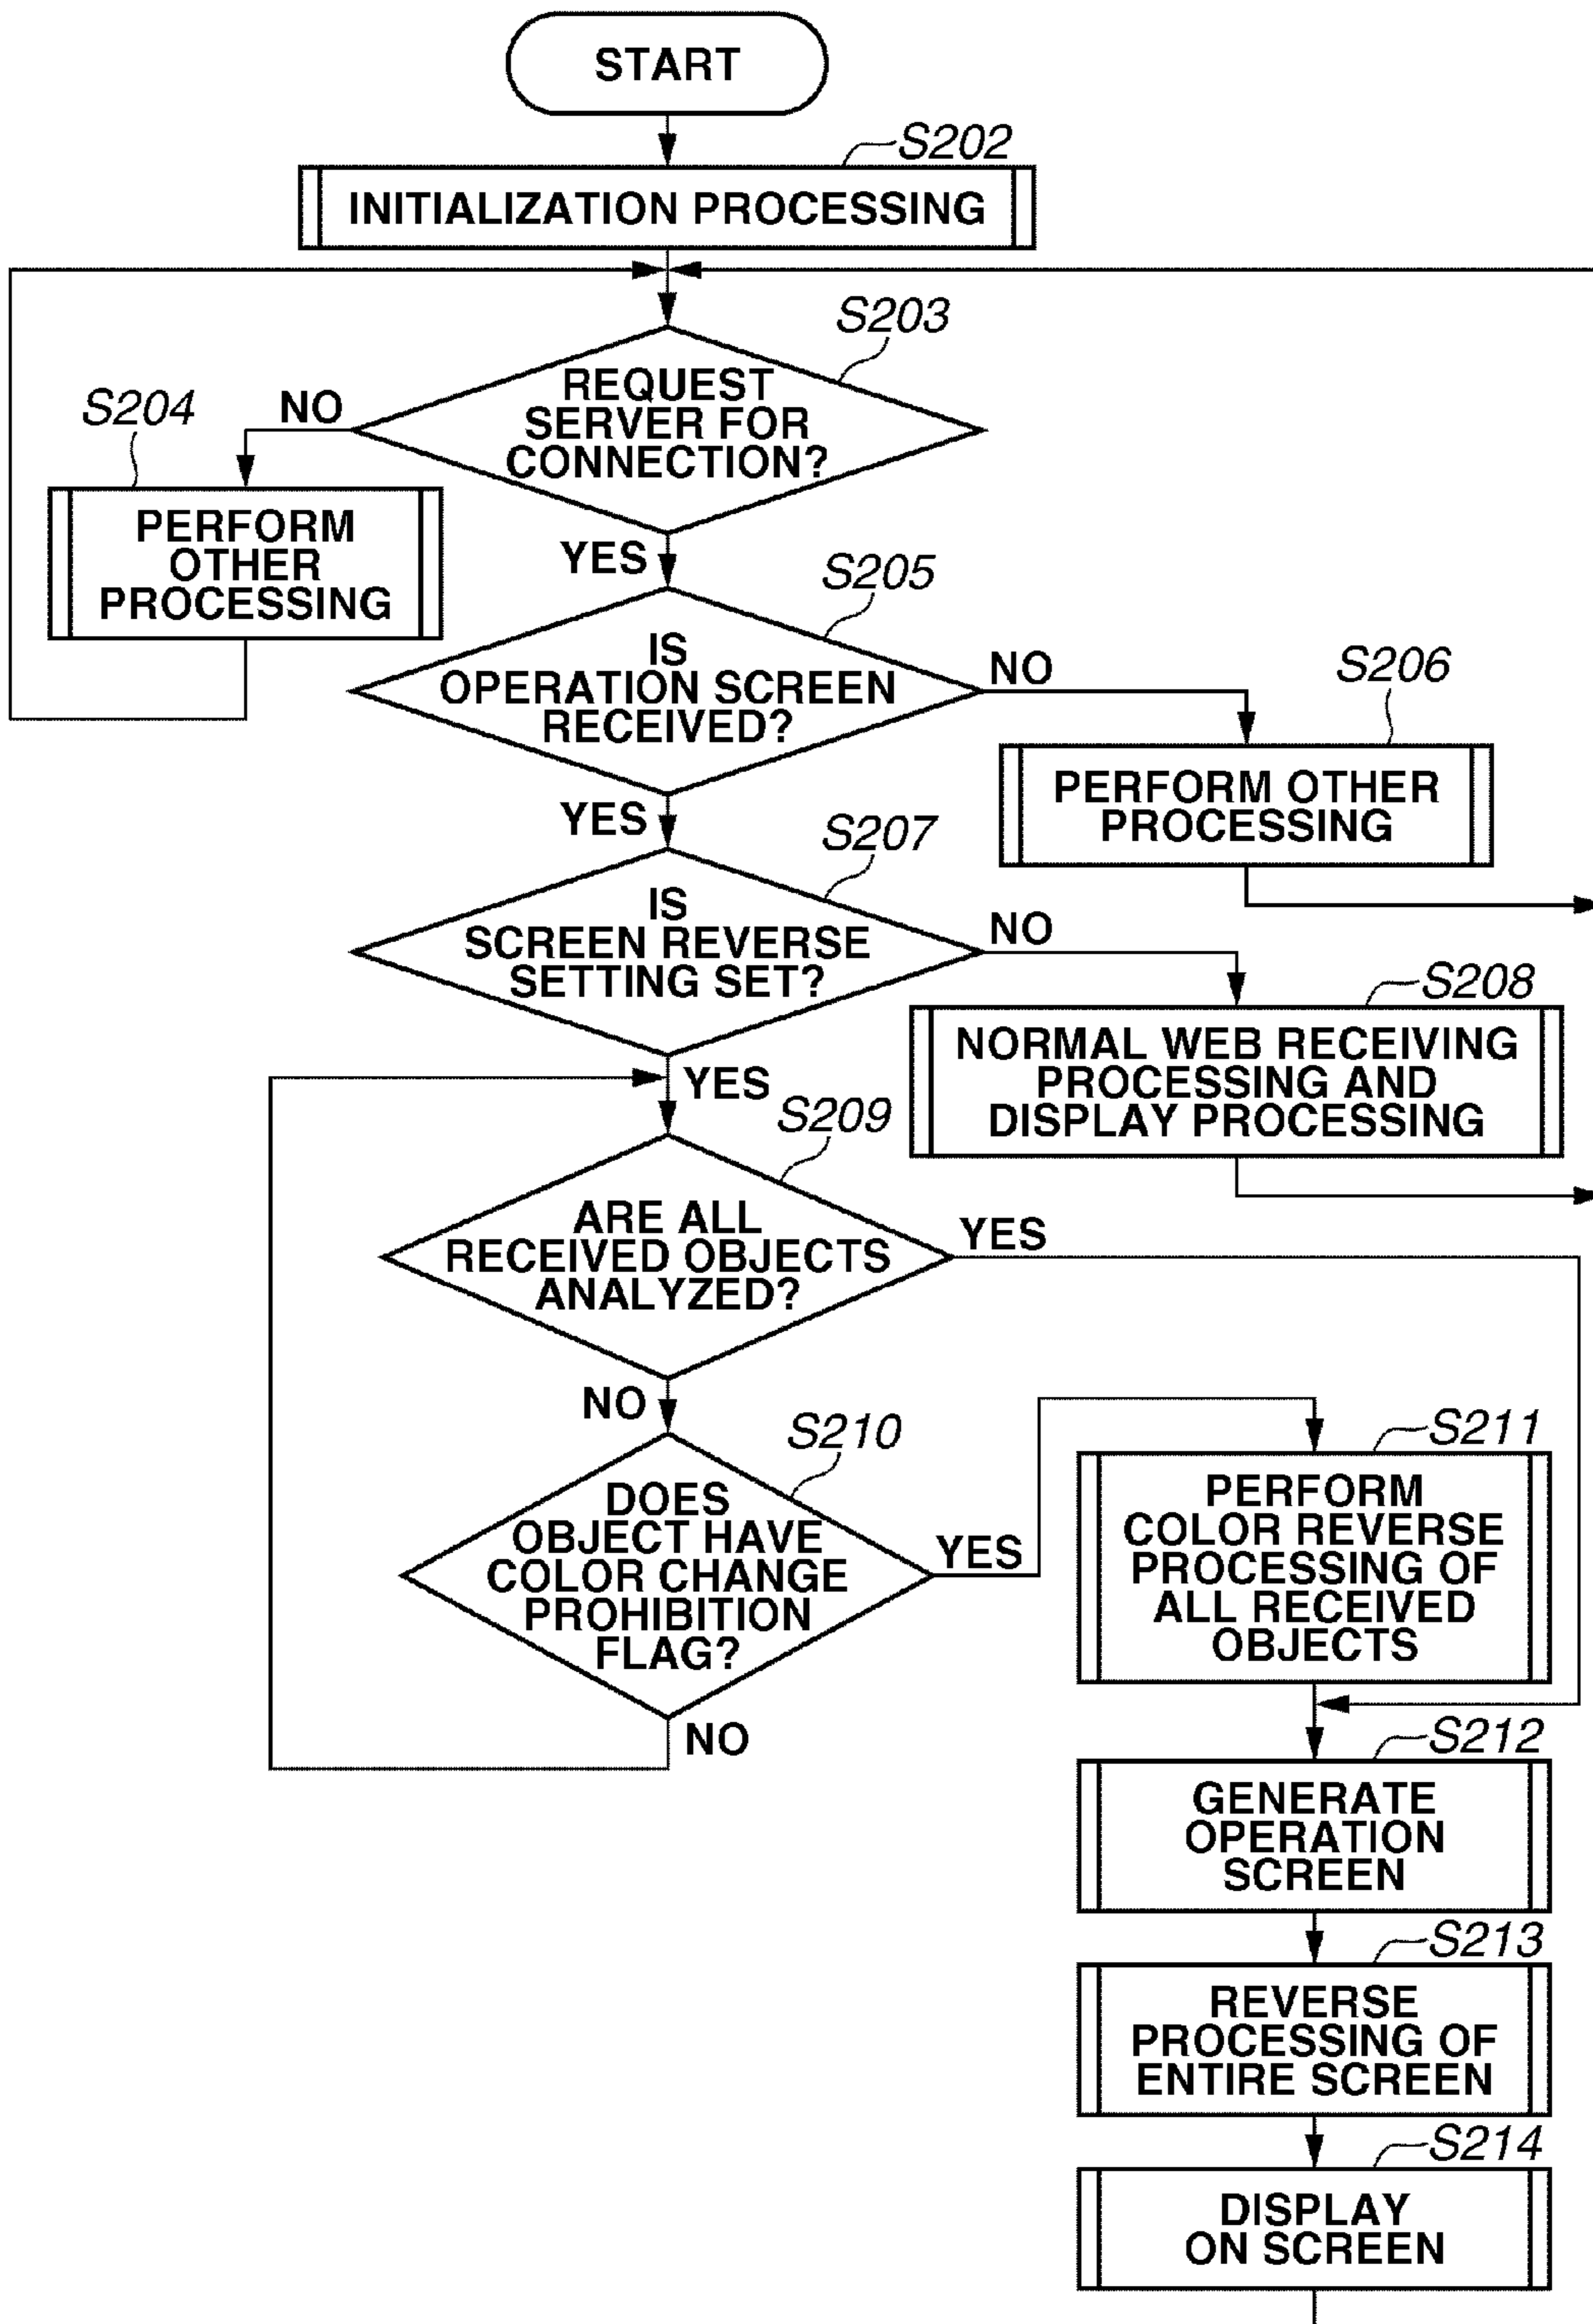 START
S202
INITIALIZATION PROCESSING
S203
REQUEST
SERVER FOR
CONNECTION?
NO
S204
PERFORM
OTHER
PROCESSING
YES
S205
IS
OPERATION SCREEN
RECEIVED?
NO
S206
PERFORM OTHER
PROCESSING
YES
S207
IS
SCREEN REVERSE
SETTING SET?
NO
S208
NORMAL WEB RECEIVING
PROCESSING AND
DISPLAY PROCESSING
YES
S209
ARE ALL
RECEIVED OBJECTS
ANALYZED?
YES
NO
S210
DOES
OBJECT HAVE
COLOR CHANGE
PROHIBITION
FLAG?
YES
NO
S211
PERFORM
COLOR REVERSE
PROCESSING OF
ALL RECEIVED
OBJECTS
S212
GENERATE
OPERATION
SCREEN
S213
REVERSE
PROCESSING OF
ENTIRE SCREEN
S214
DISPLAY
ON SCREEN